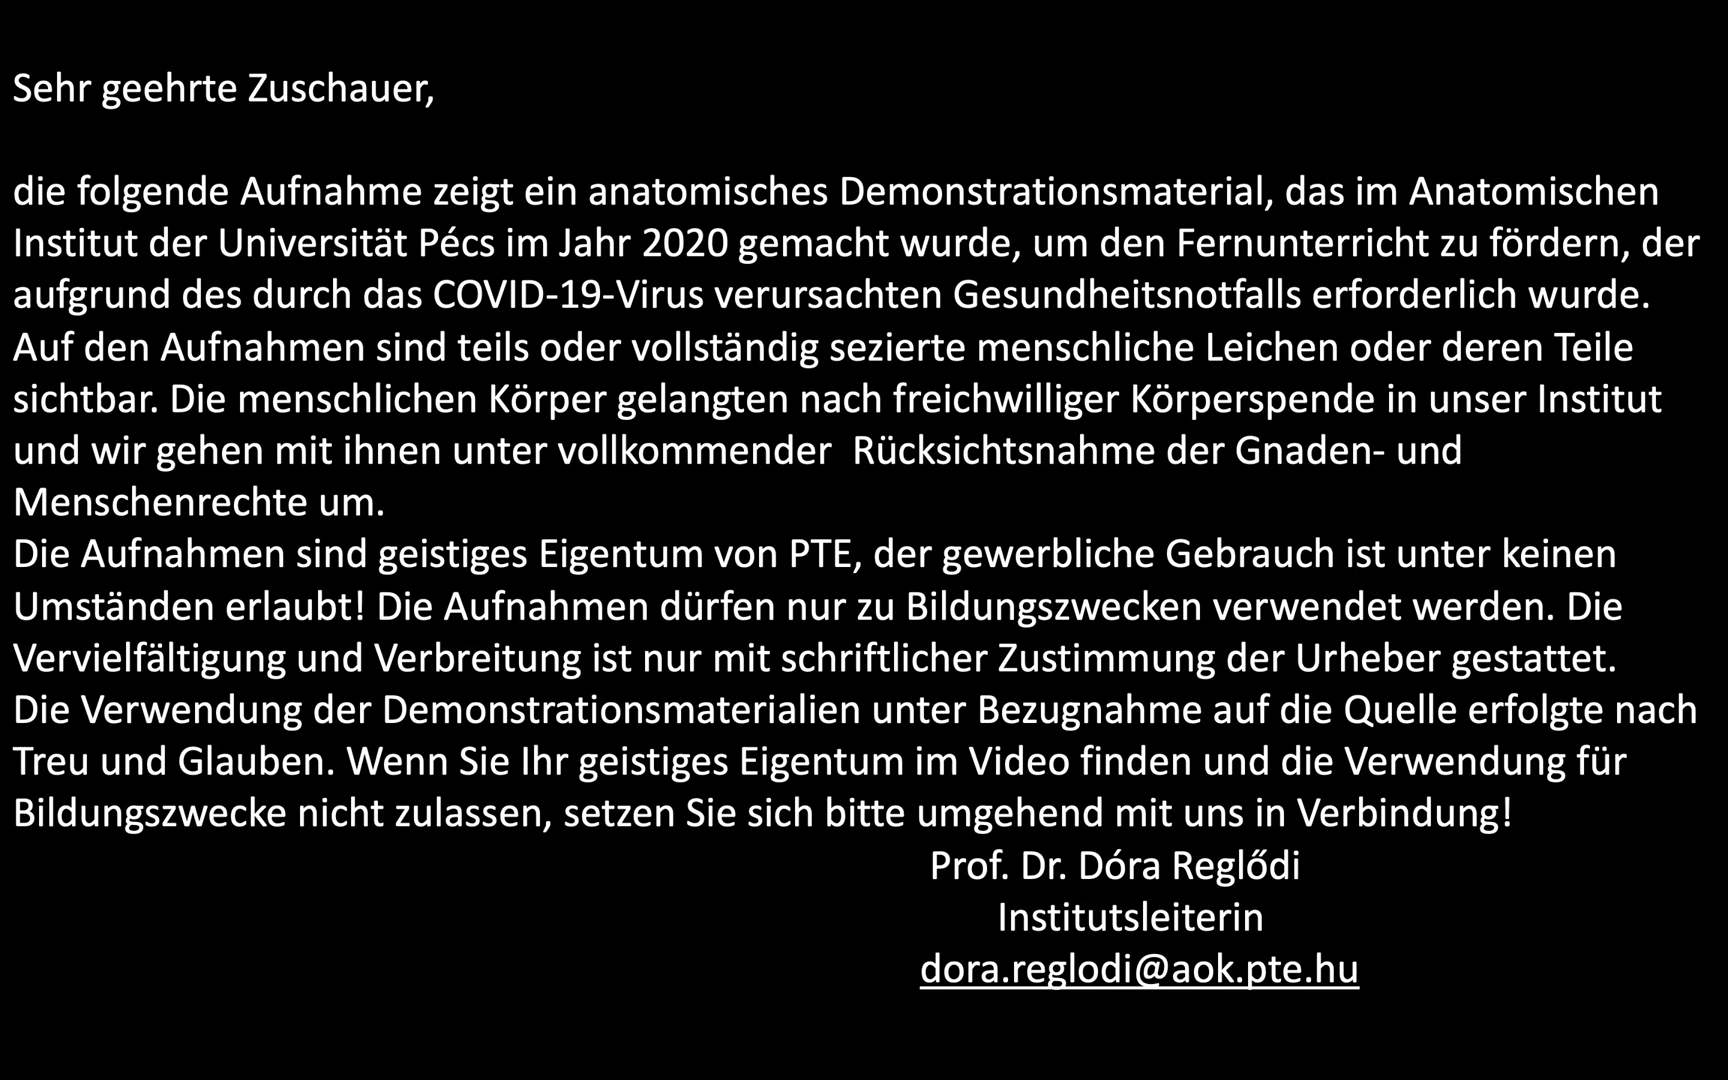 Sehr geehrte Zuschauer,
die folgende Aufnahme zeigt ein anatomisches Demonstrationsmaterial, das im Anatomischen
Institut der Universität Pécs im Jahr 2020 gemacht wurde, um den Fernunterricht zu fördern, der
aufgrund des durch das COVID-19-Virus verursachten Gesundheitsnotfalls erforderlich wurde.
Auf den Aufnahmen sind teils oder vollständig sezierte menschliche Leichen oder deren Teile
sichtbar. Die menschlichen Körper gelangten nach freichwilliger Körperspende in unser Institut
und wir gehen mit ihnen unter vollkommender Rücksichtsnahme der Gnaden- und
Menschenrechte um.
Die Aufnahmen sind geistiges Eigentum von PTE, der gewerbliche Gebrauch ist unter keinen
Umständen erlaubt! Die Aufnahmen dürfen nur zu Bildungszwecken verwendet werden. Die
Vervielfältigung und Verbreitung ist nur mit schriftlicher Zustimmung der Urheber gestattet.
Die Verwendung der Demonstrationsmaterialien unter Bezugnahme auf die Quelle erfolgte nach
Treu und Glauben. Wenn Sie Ihr geistiges Eigentum im Video finden und die Verwendung für
Bildungszwecke nicht zulassen, setzen Sie sich bitte umgehend mit uns in Verbindung!
Prof. Dr. Dóra Reglődi
Institutsleiterin
dora.reglodi@aok.pte.hu